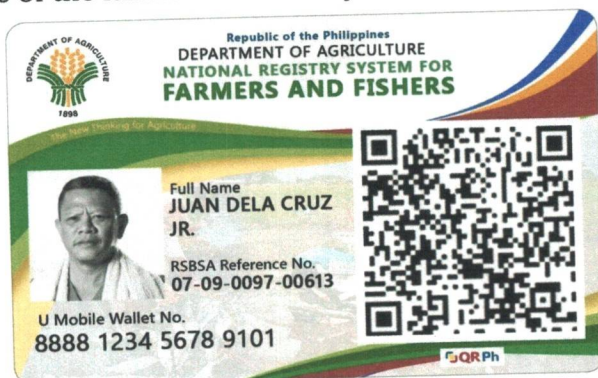 Republic of the Philippines
DEPARTMENT OF AGRICULTURE
NATIONAL REGISTRY SYSTEM FOR
FARMERS AND FISHERS
DEPARTMENT OF AGRICULTURE
1898
The New Thinking for Agriculture
Full Name
JUAN DELA CRUZ
JR.
RSBSA Reference No.
07-09-0097-00613
U Mobile Wallet No.
8888 1234 5678 9101
QR Ph